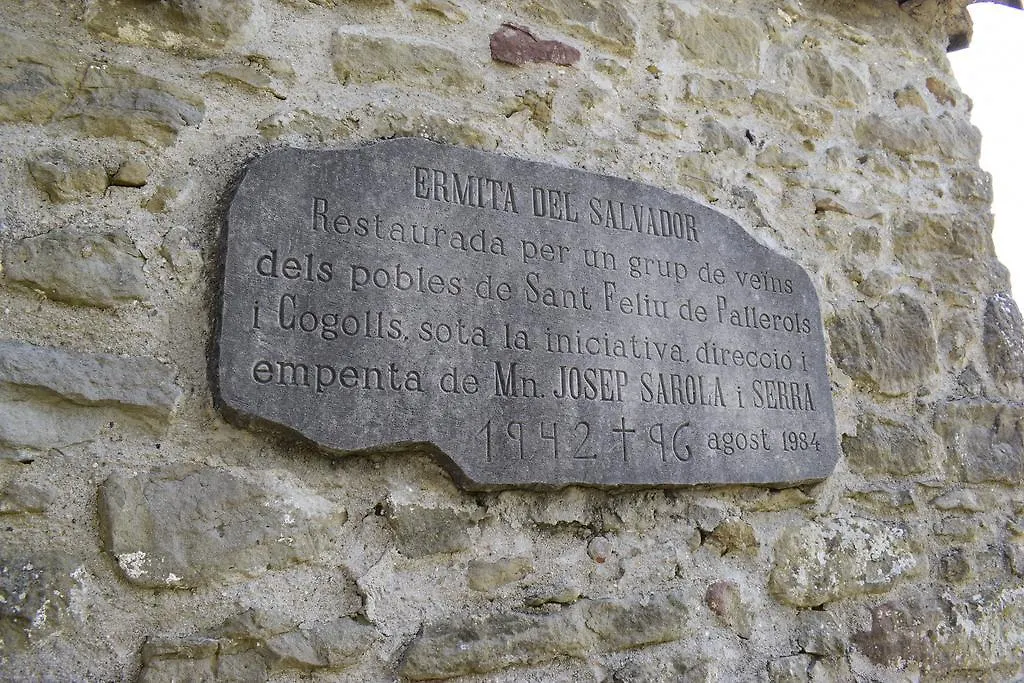 ERMITA DEL SALVADOR
Restaurada per un grup de veïns
dels pobles de Sant Feliu de Pallerols
i Cogolls, sota la iniciativa, direcció i
empenta de Mn. JOSEP SAROLA i SERRA
1942 † 96 agost 1984